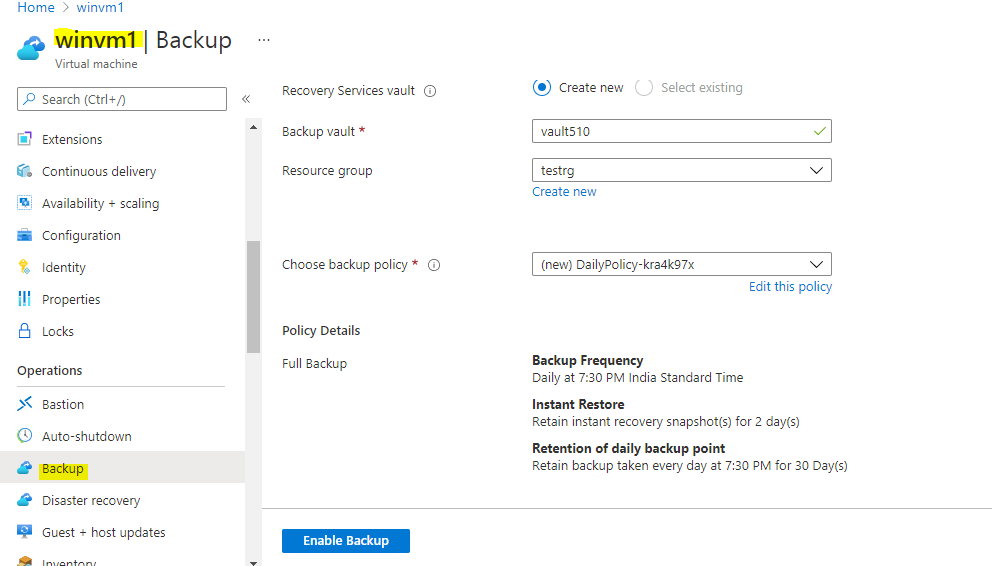 Home > winvm1
winvm1 | Backup ...
Virtual machine
Search (Ctrl+/)
«
Extensions
Continuous delivery
Availability + scaling
Configuration
Identity
Properties
Locks
Operations
Bastion
Auto-shutdown
Backup
Disaster recovery
Guest + host updates
Inventory
Recovery Services vault
Create new
Select existing
Backup vault *
vault510
Resource group
testrg
Create new
Choose backup policy *
(new) DailyPolicy-kra4k97x
Edit this policy
Policy Details
Full Backup
Backup Frequency
Daily at 7:30 PM India Standard Time
Instant Restore
Retain instant recovery snapshot(s) for 2 day(s)
Retention of daily backup point
Retain backup taken every day at 7:30 PM for 30 Day(s)
Enable Backup